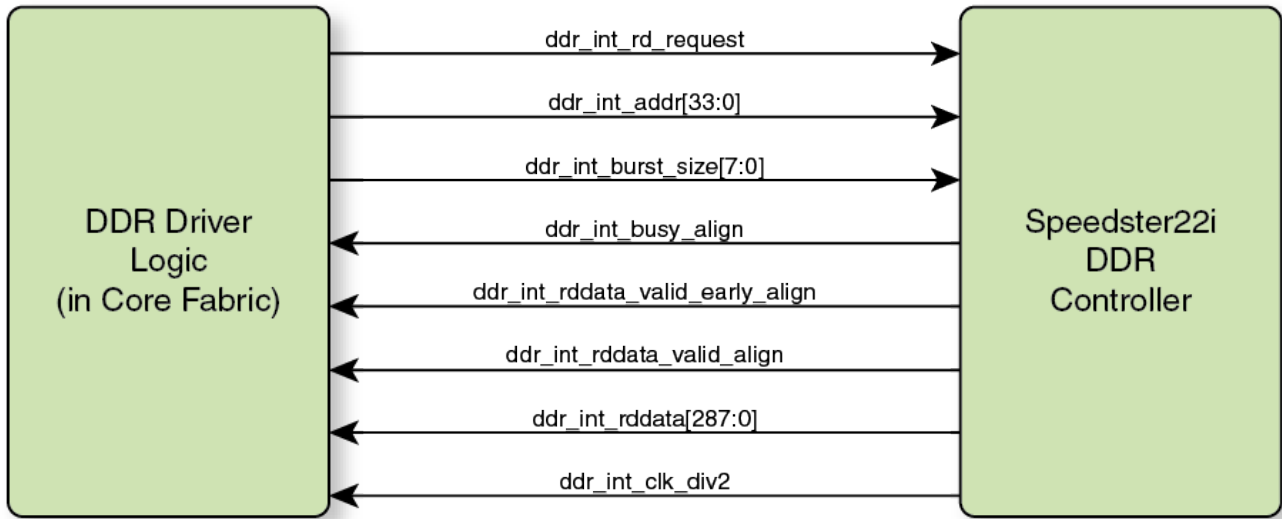 DDR Driver
Logic
(in Core Fabric)
ddr_int_rd_request
ddr_int_addr[33:0]
ddr_int_burst_size[7:0]
ddr_int_busy_align
ddr_int_rddata_valid_early_align
ddr_int_rddata_valid_align
ddr_int_rddata[287:0]
ddr_int_clk_div2
Speedster22i
DDR
Controller